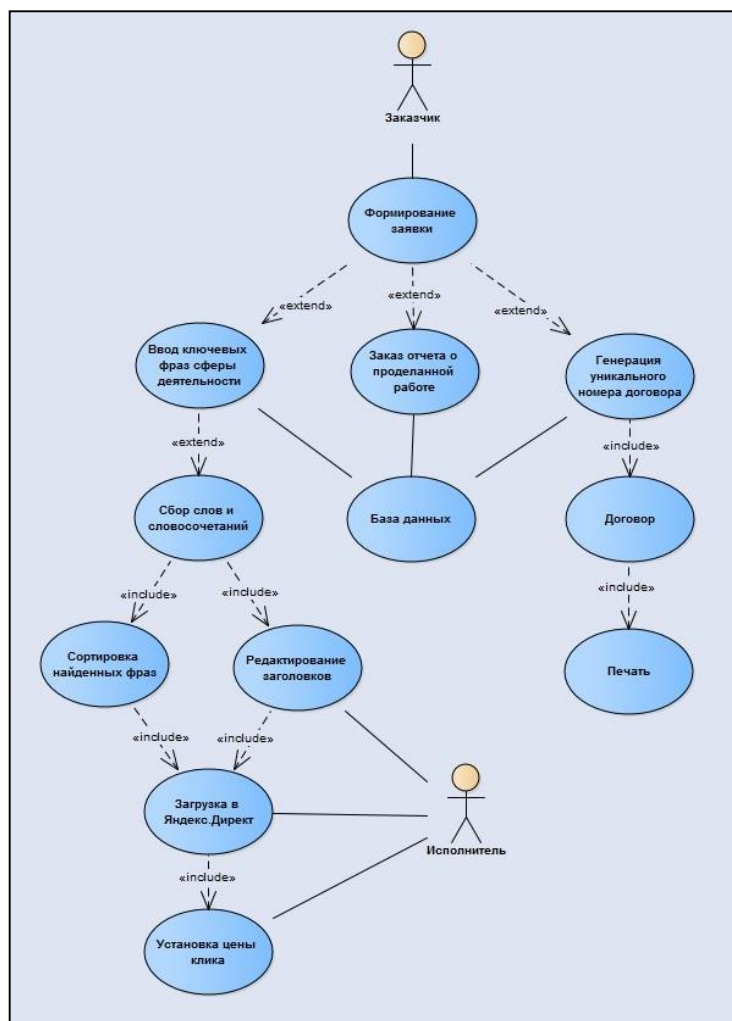 Заказчик
Формирование
заявки
«extend»
«extend»
«extend»
Ввод ключевых
фраз сферы
деятельности
Заказ отчета о
проделанной
работе
Генерация
уникального
номера договора
«extend»
«include»
Сбор слов и
словосочетаний
База данных
Договор
«include»
«include»
«include»
Сортировка
найденных фраз
Редактирование
заголовков
Печать
«include»
«include»
Загрузка в
Яндекс.Директ
Исполнитель
«include»
Установка цены
клика